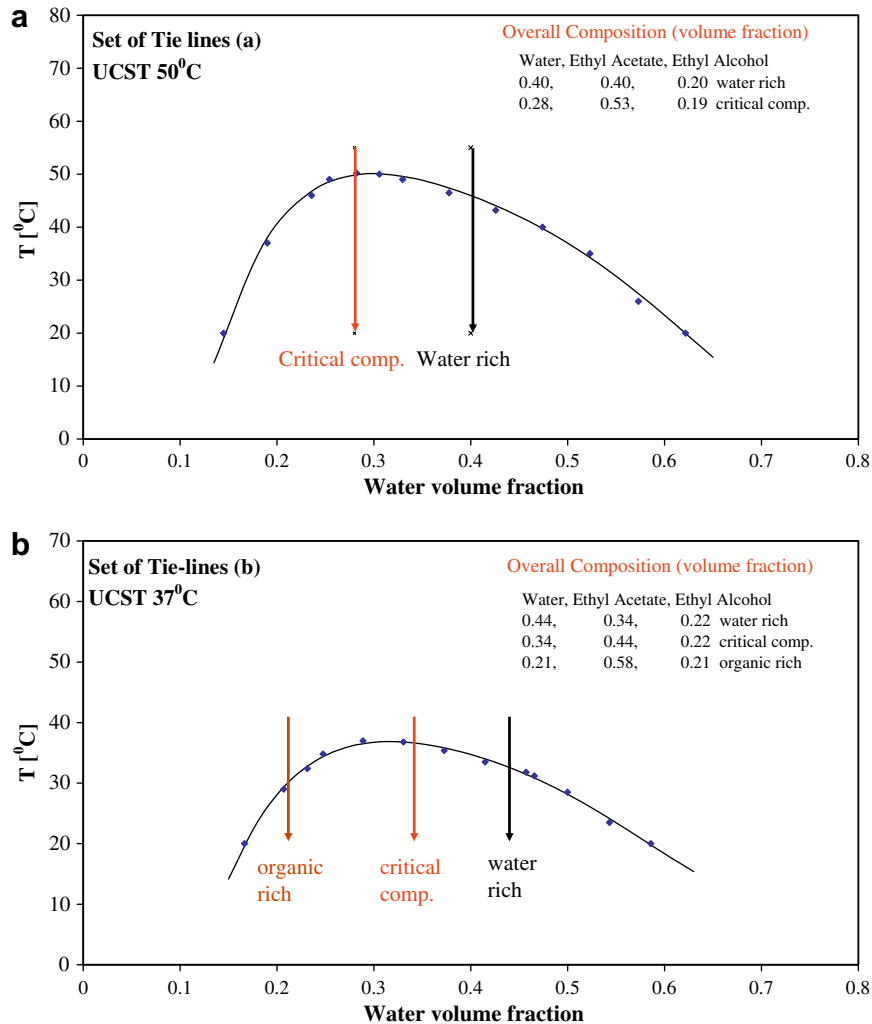 a
Set of Tie lines (a)
UCST 50⁰C
Overall Composition (volume fraction)
Water, Ethyl Acetate, Ethyl Alcohol
0.40, 0.40, 0.20 water rich
0.28, 0.53, 0.19 critical comp.
80
70
60
50
40
30
20
10
0
T [⁰C]
Critical comp.
Water rich
0 0.1 0.2 0.3 0.4 0.5 0.6 0.7 0.8
Water volume fraction
b
Set of Tie-lines (b)
UCST 37⁰C
Overall Composition (volume fraction)
Water, Ethyl Acetate, Ethyl Alcohol
0.44, 0.34, 0.22 water rich
0.34, 0.44, 0.22 critical comp.
0.21, 0.58, 0.21 organic rich
70
60
50
40
30
20
10
0
T [⁰C]
organic
rich
critical
comp.
water
rich
0 0.1 0.2 0.3 0.4 0.5 0.6 0.7 0.8
Water volume fraction